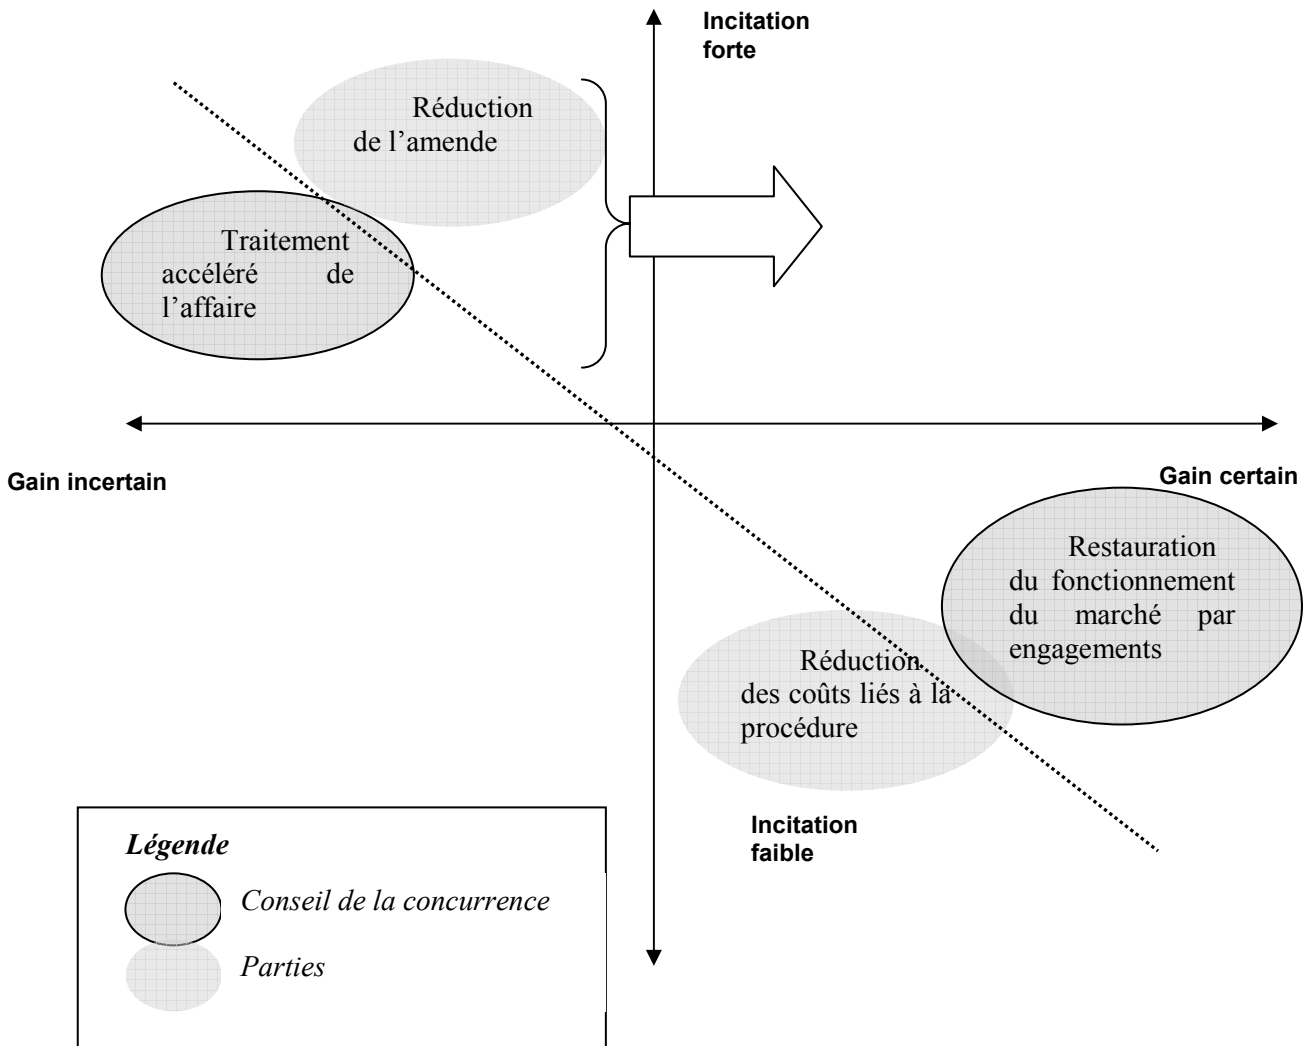 Incitation
forte
Réduction
de l’amende
Traitement
accéléré de
l’affaire
Gain incertain
Gain certain
Restauration
du fonctionnement
du marché par
engagements
Réduction
des coûts liés à la
procédure
Incitation
faible
Légende
Conseil de la concurrence
Parties